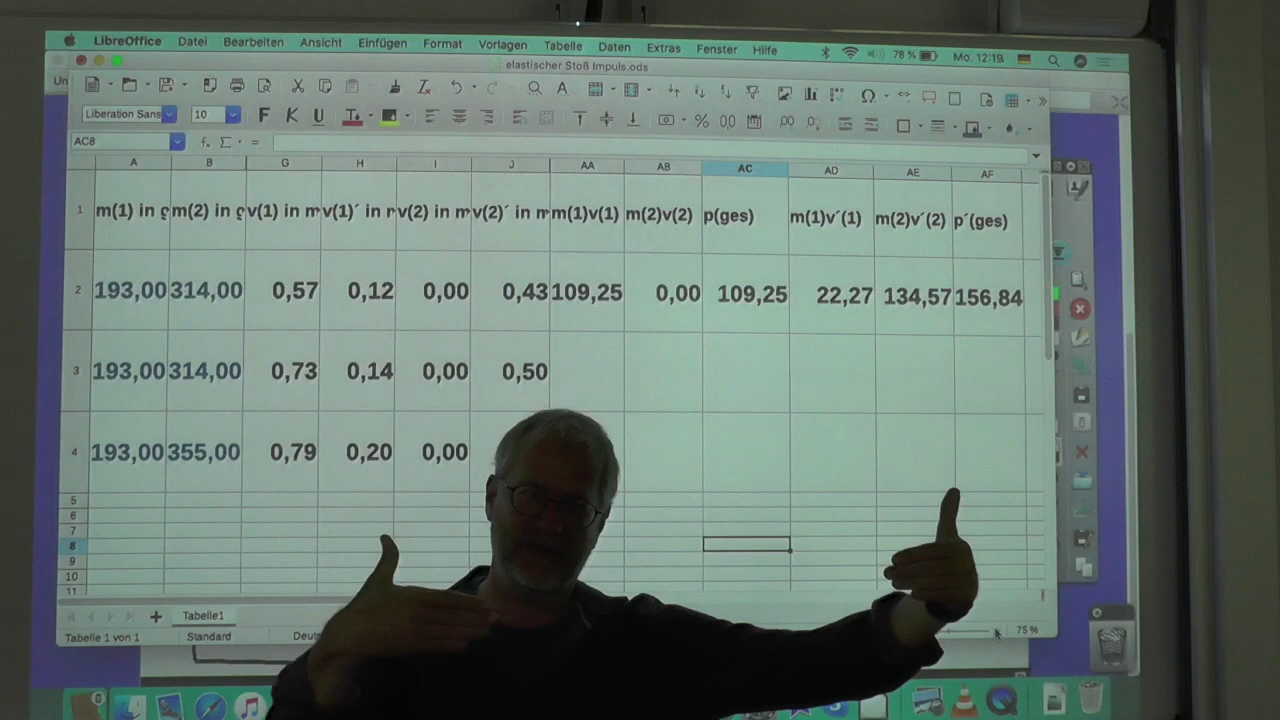 LibreOffice Datei Bearbeiten Ansicht Einfügen Format Vorlagen Tabelle Daten Extras Fenster Hilfe 78 % Mo. 12:19
elastischer Stoß Impuls.ods
Un
Liberation Sans 10 F K U
AC8
A B G H I J AA AB AC AD AE AF
1 m(1) in g m(2) in g v(1) in m v(1)´ in m v(2) in m v(2)´ in m m(1)v(1) m(2)v(2) p(ges) m(1)v´(1) m(2)v´(2) p´(ges)
2 193,00 314,00 0,57 0,12 0,00 0,43 109,25 0,00 109,25 22,27 134,57 156,84
3 193,00 314,00 0,73 0,14 0,00 0,50
4 193,00 355,00 0,79 0,20 0,00
5
6
7
8
9
10
11
Tabelle1
Tabelle 1 von 1 Standard Deut 75 %